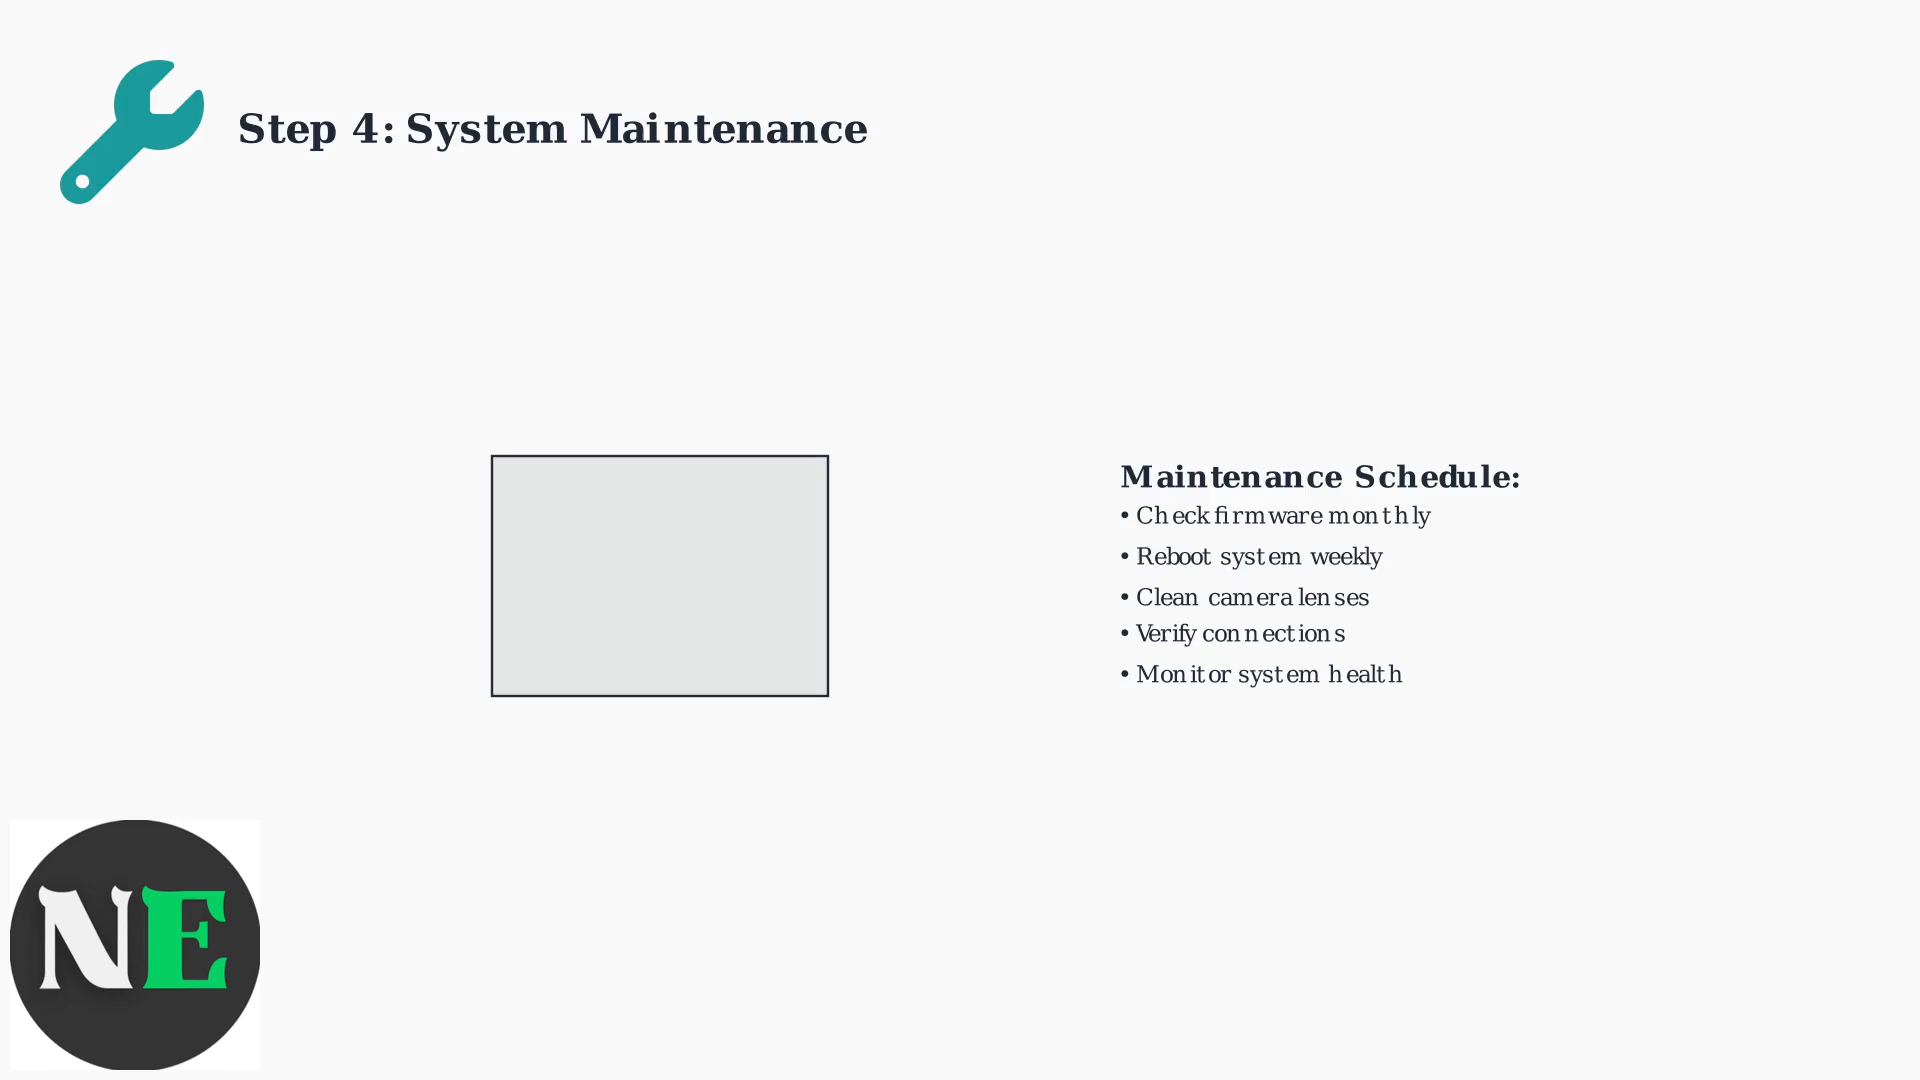 Step 4: System Maintenance
Maintenance Schedule:
• Check firmware monthly
• Reboot system weekly
• Clean camera lenses
• Verify connections
• Monitor system health
NE